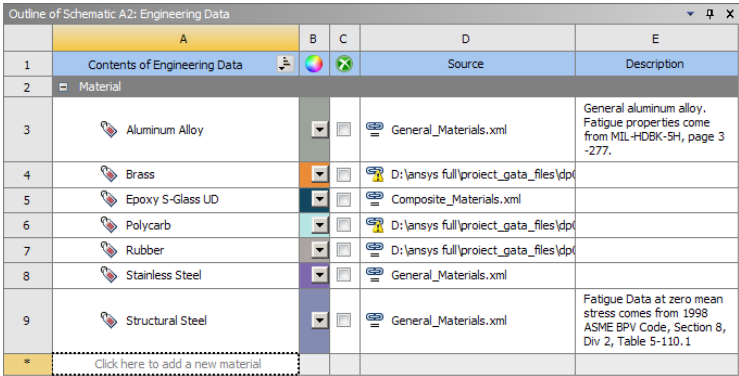 Outline of Schematic A2: Engineering Data
A B C D E
1 Contents of Engineering Data Source Description
2 Material
3 Aluminum Alloy General_Materials.xml General aluminum alloy.
Fatigue properties come
from MIL-HDBK-5H, page 3
-277.
4 Brass D:\ansys full\proiect_gata_files\dp0
5 Epoxy S-Glass UD Composite_Materials.xml
6 Polycarb D:\ansys full\proiect_gata_files\dp0
7 Rubber D:\ansys full\proiect_gata_files\dp0
8 Stainless Steel General_Materials.xml
9 Structural Steel General_Materials.xml Fatigue Data at zero mean
stress comes from 1998
ASME BPV Code, Section 8,
Div 2, Table 5-110.1
* Click here to add a new material